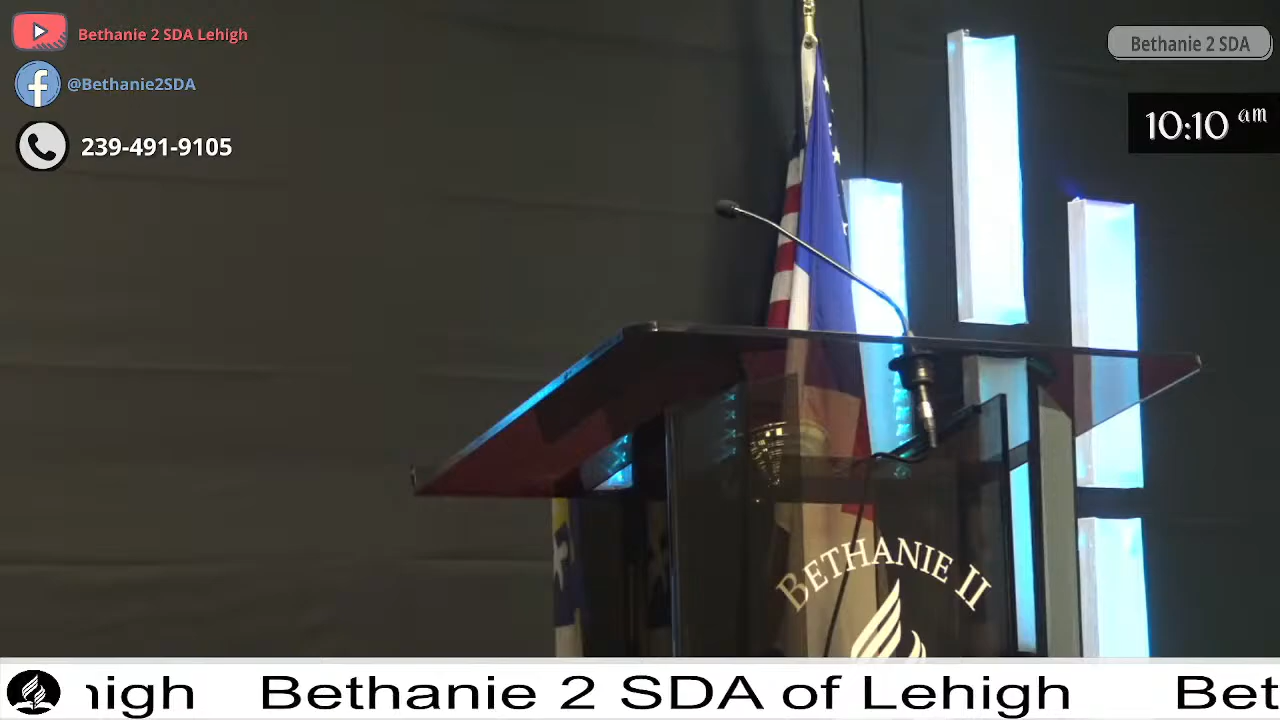 Bethanie 2 SDA Lehigh
@Bethanie2SDA
239-491-9105
Bethanie 2 SDA
10:10 am
BETHANIE II
high Bethanie 2 SDA of Lehigh Bet